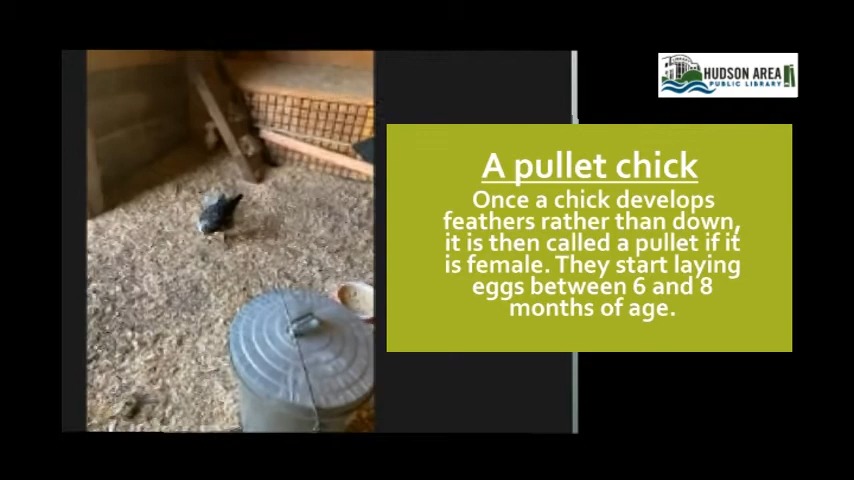 HUDSON AREA
PUBLIC LIBRARY
A pullet chick
Once a chick develops
feathers rather than down,
it is then called a pullet if it
is female. They start laying
eggs between 6 and 8
months of age.